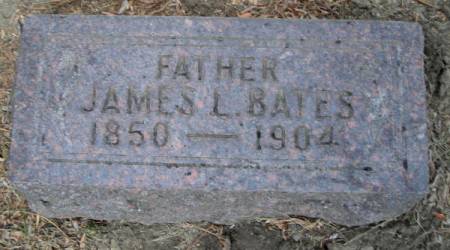 FATHER
JAMES L. BATES
1850 — 1904